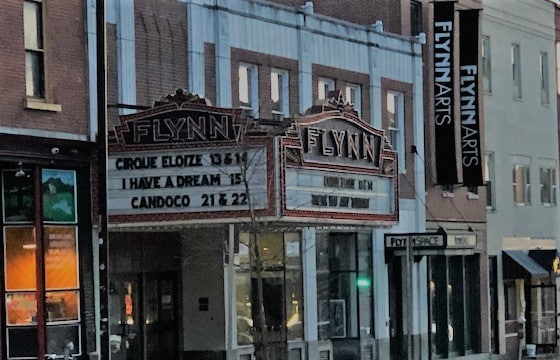 FLYNN
CIRQUE ELOIZE 13 & 14
I HAVE A DREAM 15
CANDOCO 21 & 22
FLYNN
FLYNNARTS
FLYNNARTS
FLYNSPACE